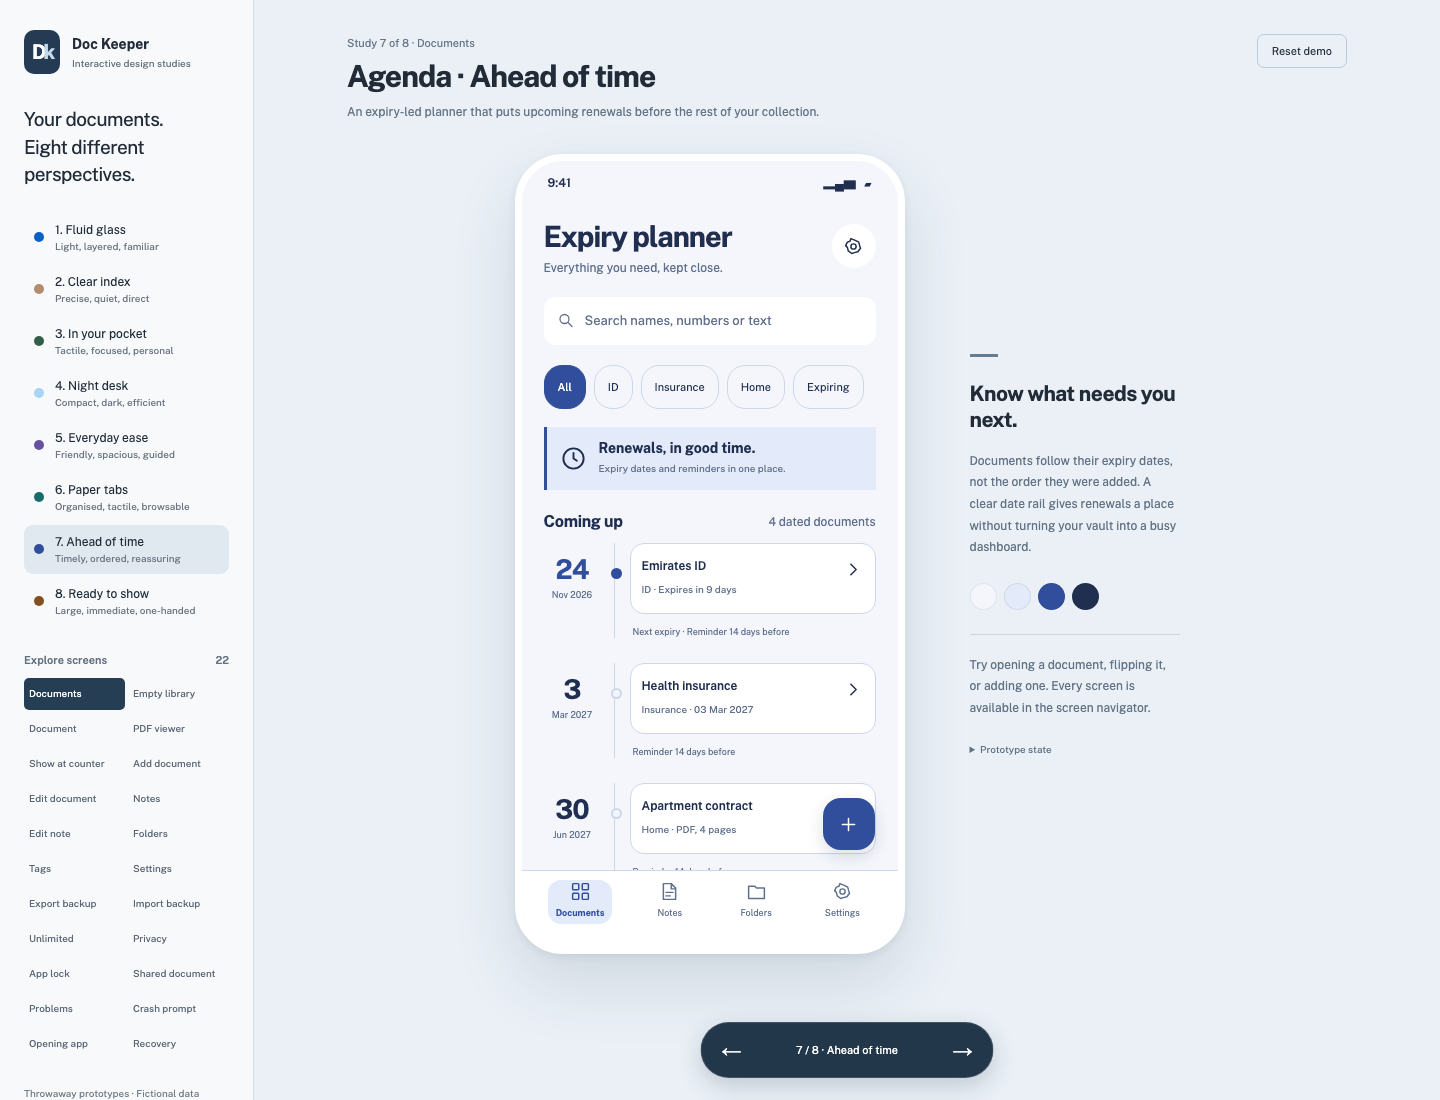 Dk
Doc Keeper
Interactive design studies
Your documents.
Eight different
perspectives.
1. Fluid glass
Light, layered, familiar
2. Clear index
Precise, quiet, direct
3. In your pocket
Tactile, focused, personal
4. Night desk
Compact, dark, efficient
5. Everyday ease
Friendly, spacious, guided
6. Paper tabs
Organised, tactile, browsable
7. Ahead of time
Timely, ordered, reassuring
8. Ready to show
Large, immediate, one-handed
Explore screens 22
Documents Empty library
Document PDF viewer
Show at counter Add document
Edit document Notes
Edit note Folders
Tags Settings
Export backup Import backup
Unlimited Privacy
App lock Shared document
Problems Crash prompt
Opening app Recovery
Throwaway prototypes · Fictional data
Study 7 of 8 · Documents
Agenda · Ahead of time
An expiry-led planner that puts upcoming renewals before the rest of your collection.
Reset demo
9:41
Expiry planner
Everything you need, kept close.
Search names, numbers or text
All ID Insurance Home Expiring
Renewals, in good time.
Expiry dates and reminders in one place.
Coming up 4 dated documents
24
Nov 2026
Emirates ID
ID · Expires in 9 days
Next expiry · Reminder 14 days before
3
Mar 2027
Health insurance
Insurance · 03 Mar 2027
Reminder 14 days before
30
Jun 2027
Apartment contract
Home · PDF, 4 pages
Documents Notes Folders Settings
Know what needs you
next.
Documents follow their expiry dates,
not the order they were added. A
clear date rail gives renewals a place
without turning your vault into a busy
dashboard.
Try opening a document, flipping it,
or adding one. Every screen is
available in the screen navigator.
Prototype state
← 7 / 8 · Ahead of time →